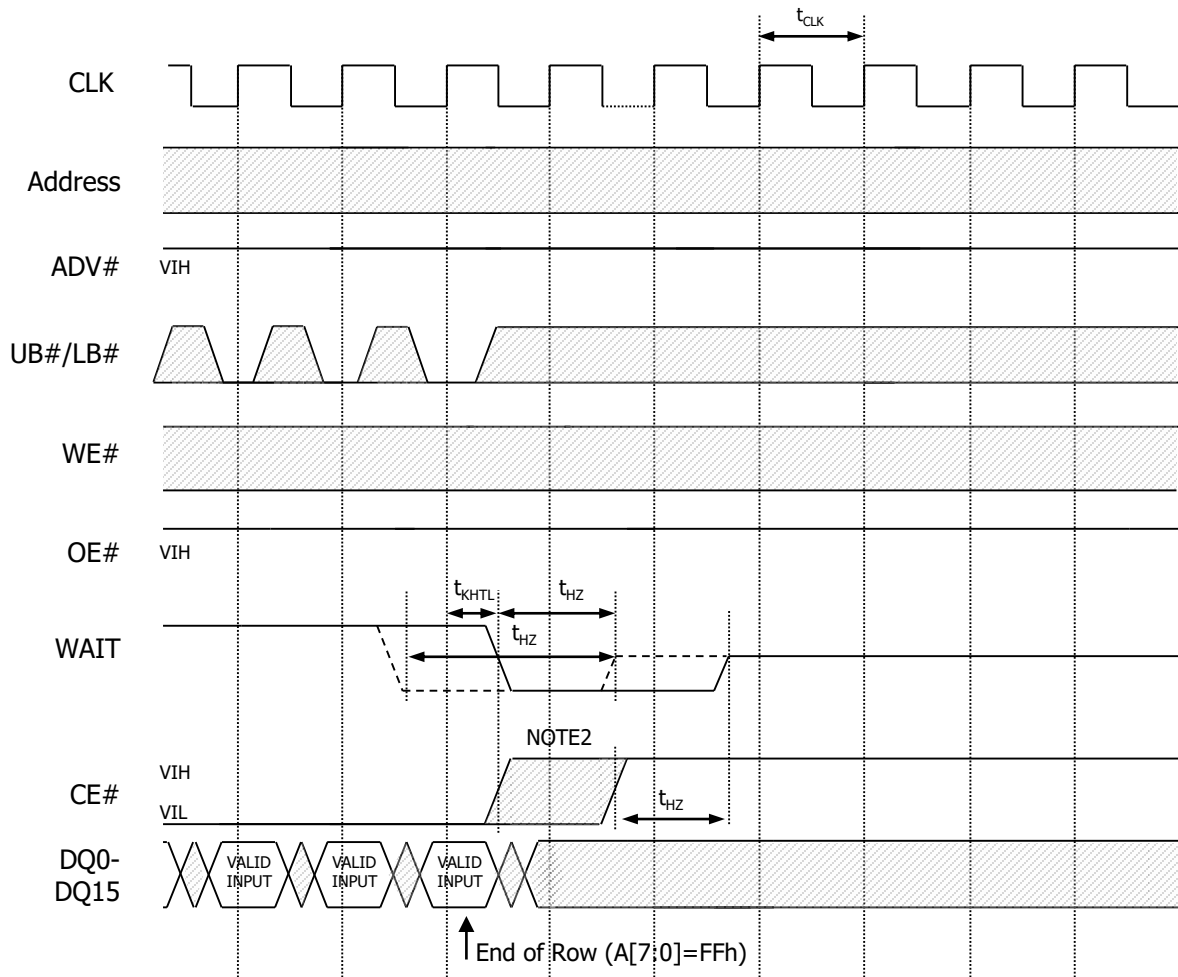 tCLK
CLK
Address
ADV#
VIH
UB#/LB#
WE#
OE#
VIH
tKHTL
tHZ
tHZ
WAIT
NOTE2
VIH
CE#
VIL
tHZ
DQ0-
DQ15
VALID
INPUT
VALID
INPUT
VALID
INPUT
End of Row (A[7:0]=FFh)